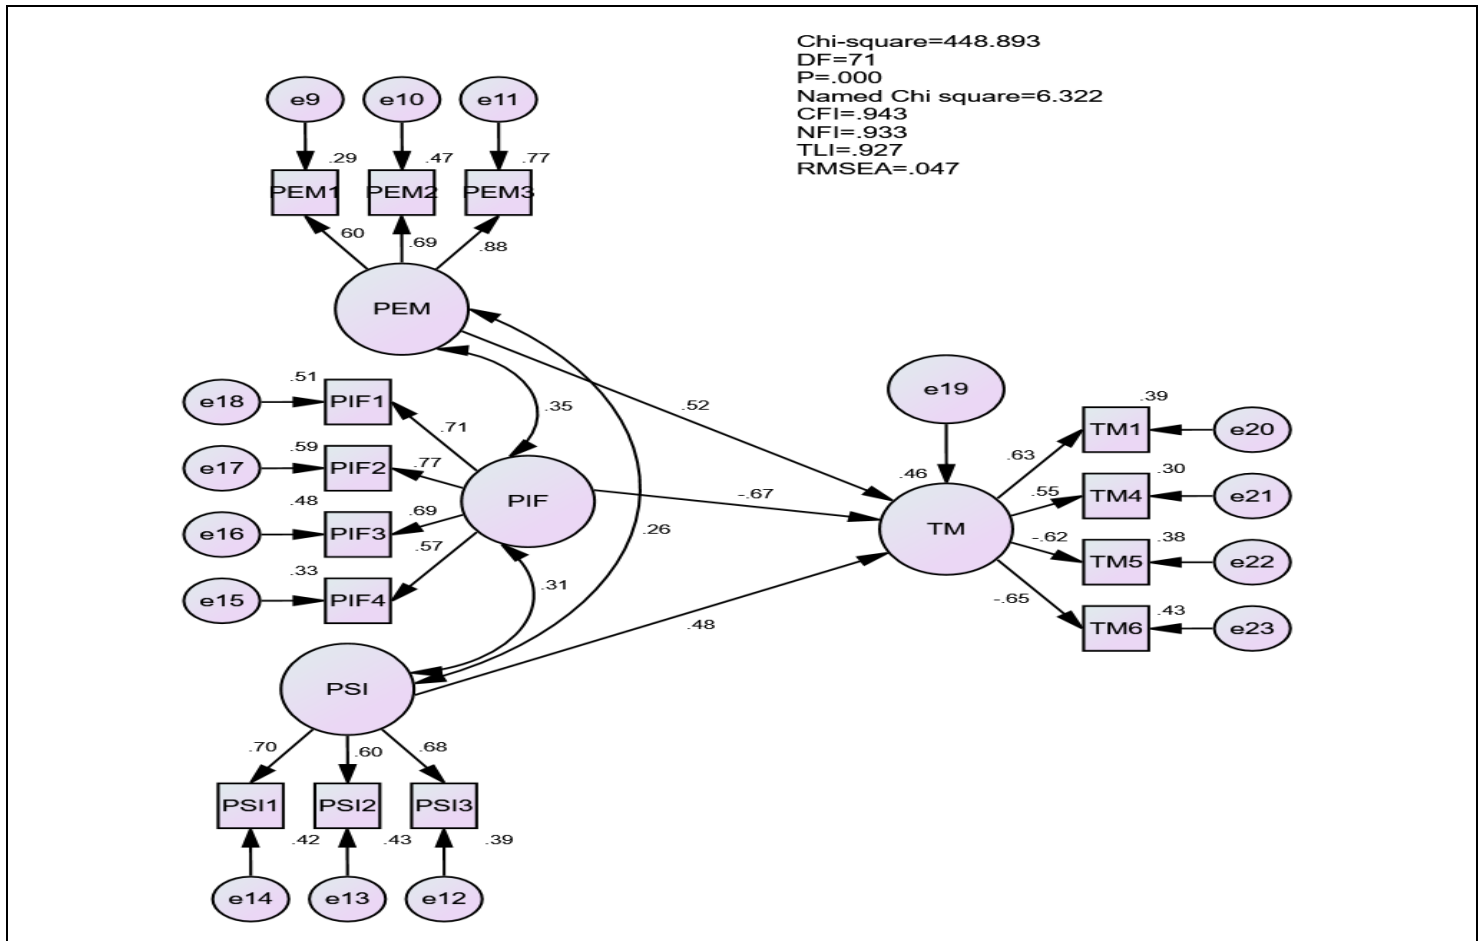 Chi-square=448.893
DF=71
P=.000
Named Chi square=6.322
CFI=.943
NFI=.933
TLI=.927
RMSEA=.047
e9 e10 e11
.29 .47 .77
PEM1 PEM2 PEM3
60 .69 .88
PEM
.35
.52
.26
e18 .51 PIF1 .71
e17 .59 PIF2 .77
e16 .48 PIF3 .69
e15 .33 PIF4 .57
PIF
-.67
.31
.48
e19
.46
TM
.63 TM1 .39 e20
.55 TM4 .30 e21
-.62 TM5 .38 e22
-.65 TM6 .43 e23
PSI
.70 .60 .68
PSI1 PSI2 PSI3
.42 .43 .39
e14 e13 e12